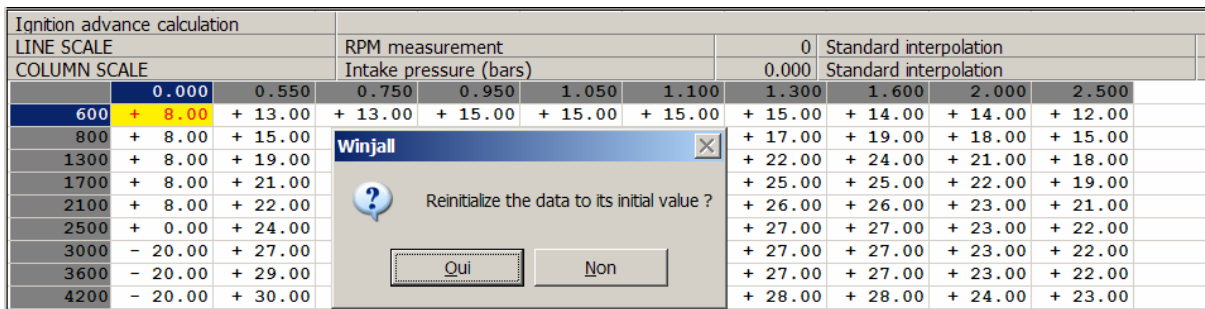 Ignition advance calculation
LINE SCALE RPM measurement 0 Standard interpolation
COLUMN SCALE Intake pressure (bars) 0.000 Standard interpolation
0.000 0.550 0.750 0.950 1.050 1.100 1.300 1.600 2.000 2.500
600 + 8.00 + 13.00 + 13.00 + 15.00 + 15.00 + 15.00 + 15.00 + 14.00 + 14.00 + 12.00
800 + 8.00 + 15.00 + 17.00 + 19.00 + 18.00 + 15.00
Winjall
1300 + 8.00 + 19.00 + 22.00 + 24.00 + 21.00 + 18.00
1700 + 8.00 + 21.00 + 25.00 + 25.00 + 22.00 + 19.00
2100 + 8.00 + 22.00 Reinitialize the data to its initial value ? + 26.00 + 26.00 + 23.00 + 21.00
2500 + 0.00 + 24.00 + 27.00 + 27.00 + 23.00 + 22.00
3000 - 20.00 + 27.00 + 27.00 + 27.00 + 23.00 + 22.00
3600 - 20.00 + 29.00 Oui Non + 27.00 + 27.00 + 23.00 + 22.00
4200 - 20.00 + 30.00 + 28.00 + 28.00 + 24.00 + 23.00